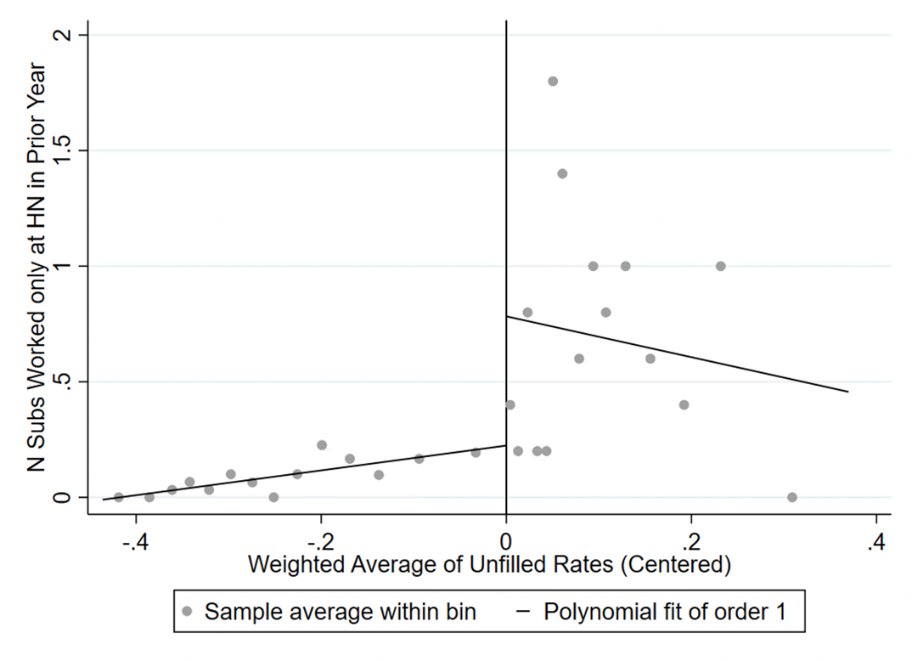 N Subs Worked only at HN in Prior Year
2
1.5
1
.5
0
-.4
-.2
0
.2
.4
Weighted Average of Unfilled Rates (Centered)
Sample average within bin
Polynomial fit of order 1